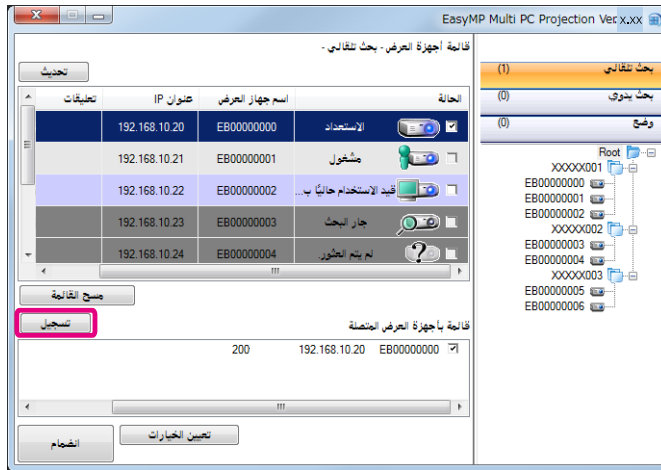 EasyMP Multi PC Projection Ver.x.xx
قائمة أجهزة العرض - بحث تلقائي -
تحديث
الحالة اسم جهاز العرض عنوان IP تعليقات
الاستعداد EB00000000 192.168.10.20
مشغول EB00000001 192.168.10.21
قيد الاستخدام حاليًا ب... EB00000002 192.168.10.22
جار البحث EB00000003 192.168.10.23
لم يتم العثور. EB00000004 192.168.10.24
مسح القائمة
تسجيل
قائمة بأجهزة العرض المتصلة
EB00000000 192.168.10.20 200
تعيين الخيارات
انضمام
بحث تلقائي (1)
بحث يدوي (0)
وضع (0)
Root
XXXXX001
EB00000000
EB00000001
EB00000002
XXXXX002
EB00000003
EB00000004
XXXXX003
EB00000005
EB00000006